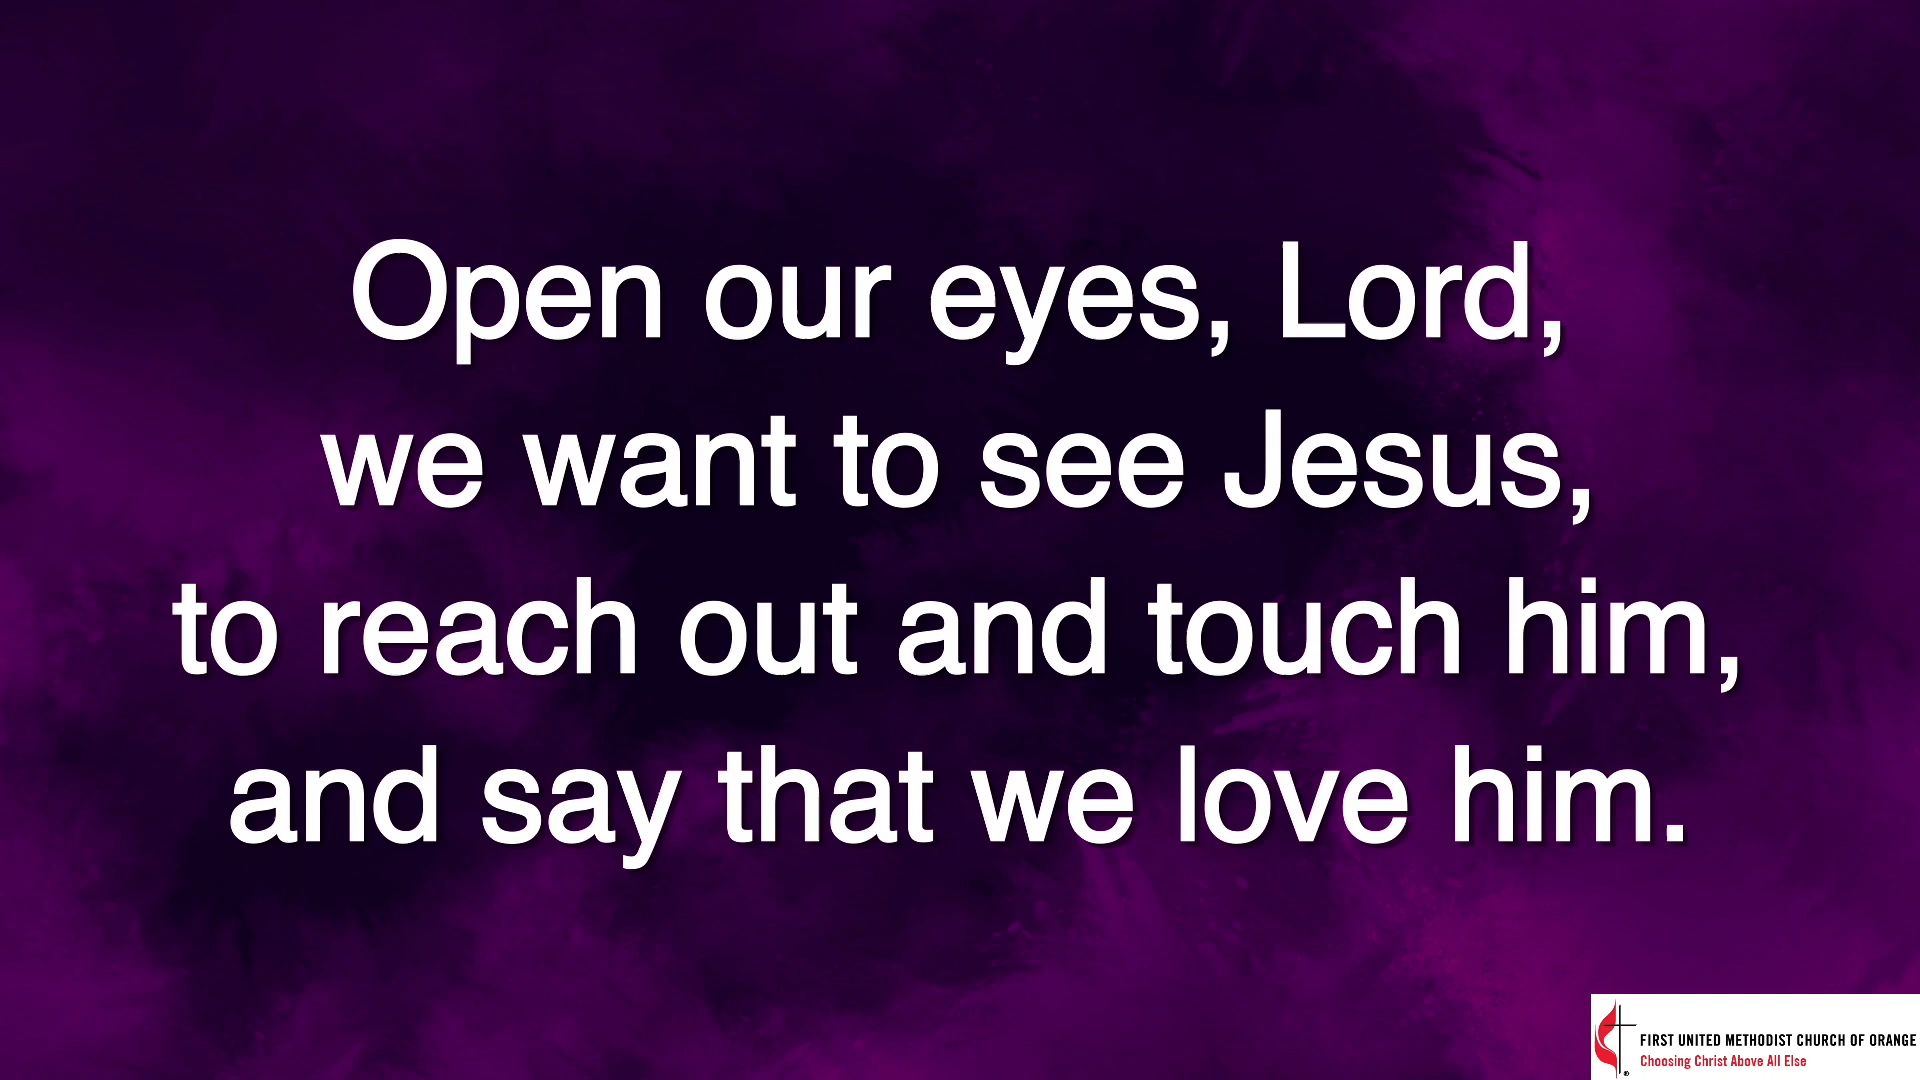 Open our eyes, Lord,
we want to see Jesus,
to reach out and touch him,
and say that we love him.
FIRST UNITED METHODIST CHURCH OF ORANGE
Choosing Christ Above All Else
®